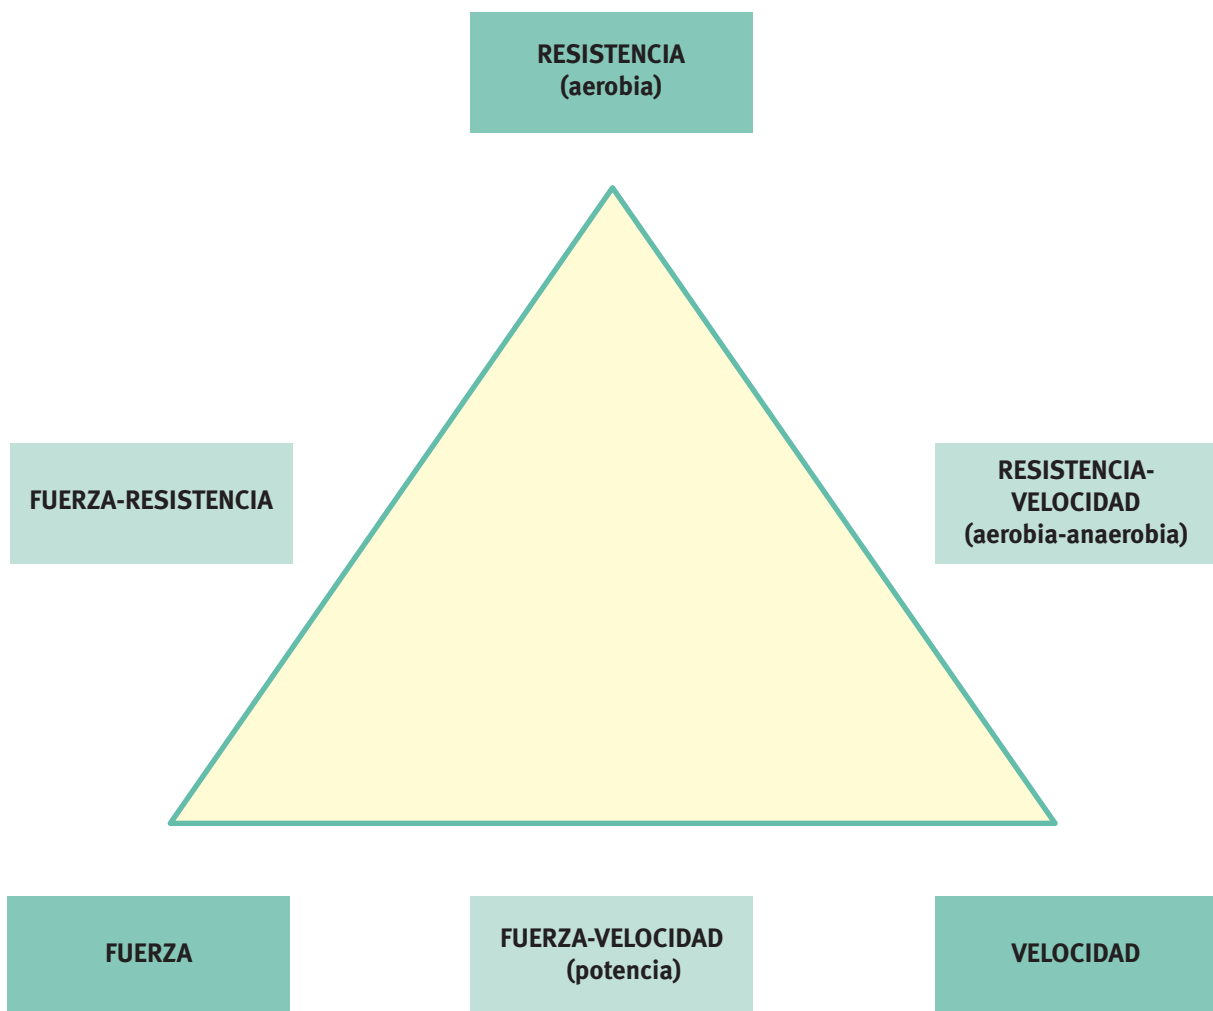 RESISTENCIA
(aerobia)
FUERZA-RESISTENCIA
RESISTENCIA-
VELOCIDAD
(aerobia-anaerobia)
FUERZA
FUERZA-VELOCIDAD
(potencia)
VELOCIDAD